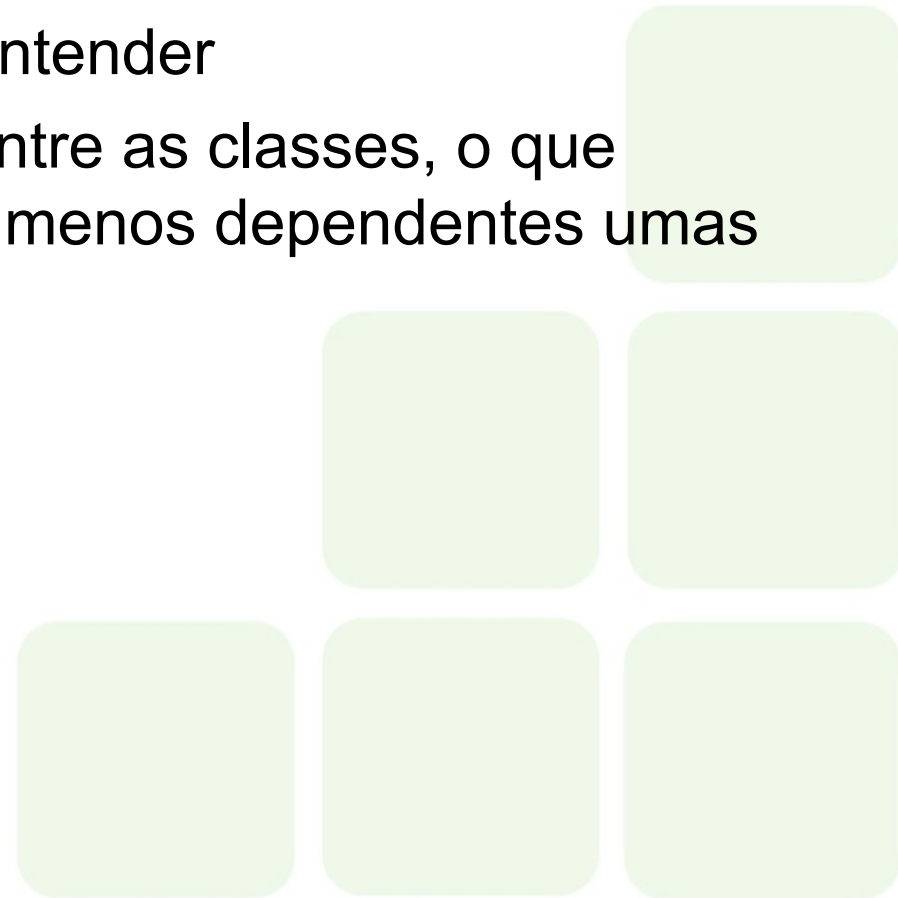 ntender
ntre as classes, o que
menos dependentes umas